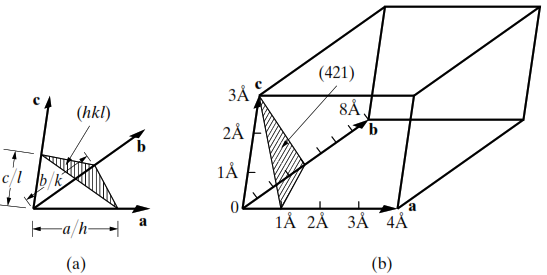 c
(hkl)
b
c/l
b/k
a
a/h
(a)
(421)
c
3Å
8Å
b
2Å
1Å
0
a
1Å 2Å 3Å 4Å
(b)